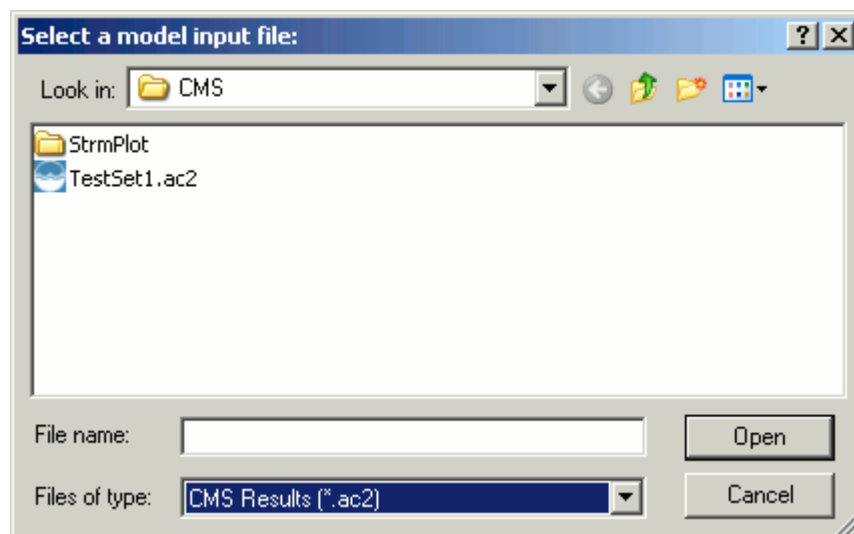 Select a model input file:
Look in: CMS
StrmPlot
TestSet1.ac2
File name: Open
Files of type: CMS Results (*.ac2) Cancel